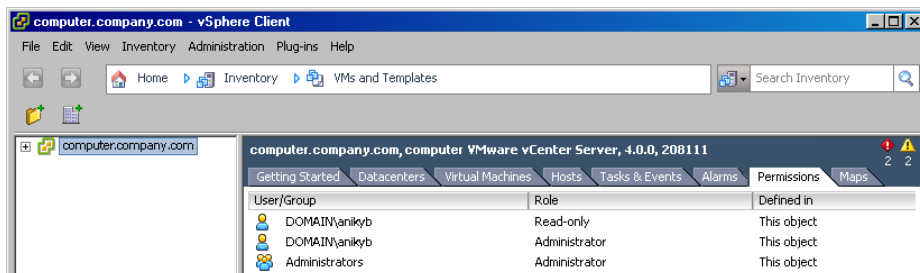 computer.company.com - vSphere Client
File Edit View Inventory Administration Plug-ins Help
Home Inventory VMs and Templates Search Inventory
computer.company.com
computer.company.com, computer VMware vCenter Server, 4.0.0, 208111
2 2
Getting Started Datacenters Virtual Machines Hosts Tasks & Events Alarms Permissions Maps
User/Group Role Defined in
DOMAIN\anikyb Read-only This object
DOMAIN\anikyb Administrator This object
Administrators Administrator This object